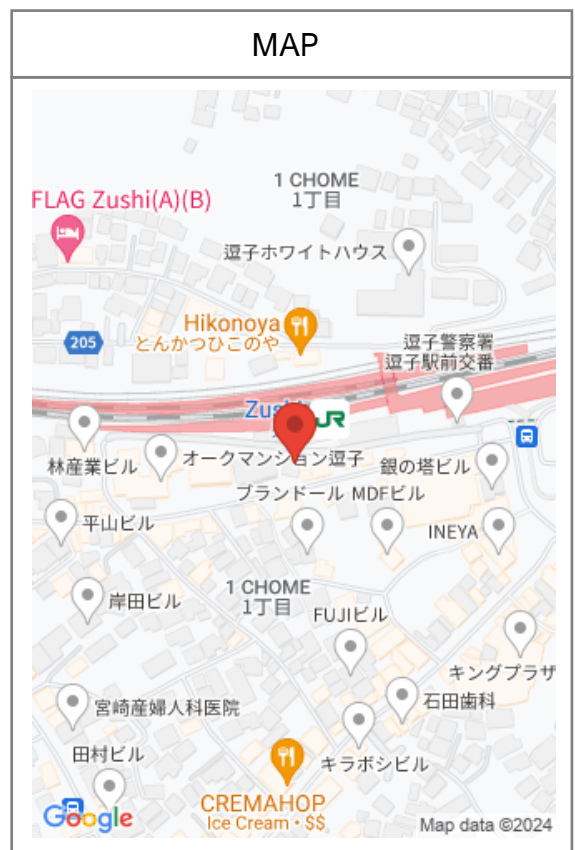 MAP
1 CHOME
1丁目
FLAG Zushi(A)(B)
逗子ホワイトハウス
Hikonoya
とんかつひこのや
205
逗子警察署
逗子駅前交番
JR
林産業ビル
オークマンション逗子
銀の塔ビル
ブランドール
MDFビル
平山ビル
INEYA
1 CHOME
1丁目
岸田ビル
FUJIビル
キングプラザ
宮崎産婦人科医院
石田歯科
田村ビル
キラボシビル
CREMAHOP
Ice Cream • $$
Google
Map data ©2024